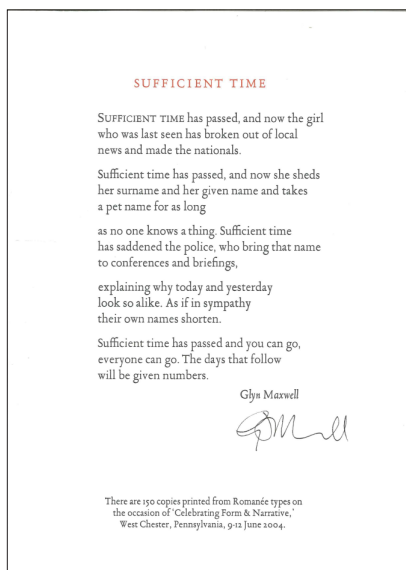 SUFFICIENT TIME
SUFFICIENT TIME has passed, and now the girl
who was last seen has broken out of local
news and made the nationals.
Sufficient time has passed, and now she sheds
her surname and her given name and takes
a pet name for as long
as no one knows a thing. Sufficient time
has saddened the police, who bring that name
to conferences and briefings,
explaining why today and yesterday
look so alike. As if in sympathy
their own names shorten.
Sufficient time has passed and you can go,
everyone can go. The days that follow
will be given numbers.
Glyn Maxwell
There are 150 copies printed from Romanée types on
the occasion of ‘Celebrating Form & Narrative,’
West Chester, Pennsylvania, 9-12 June 2004.